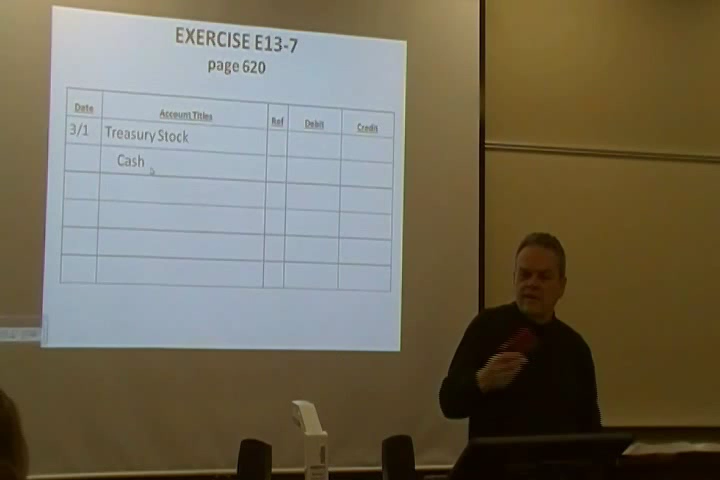 EXERCISE E13-7
page 620
Date Account Titles Ref Debit Credit
3/1 Treasury Stock
Cash